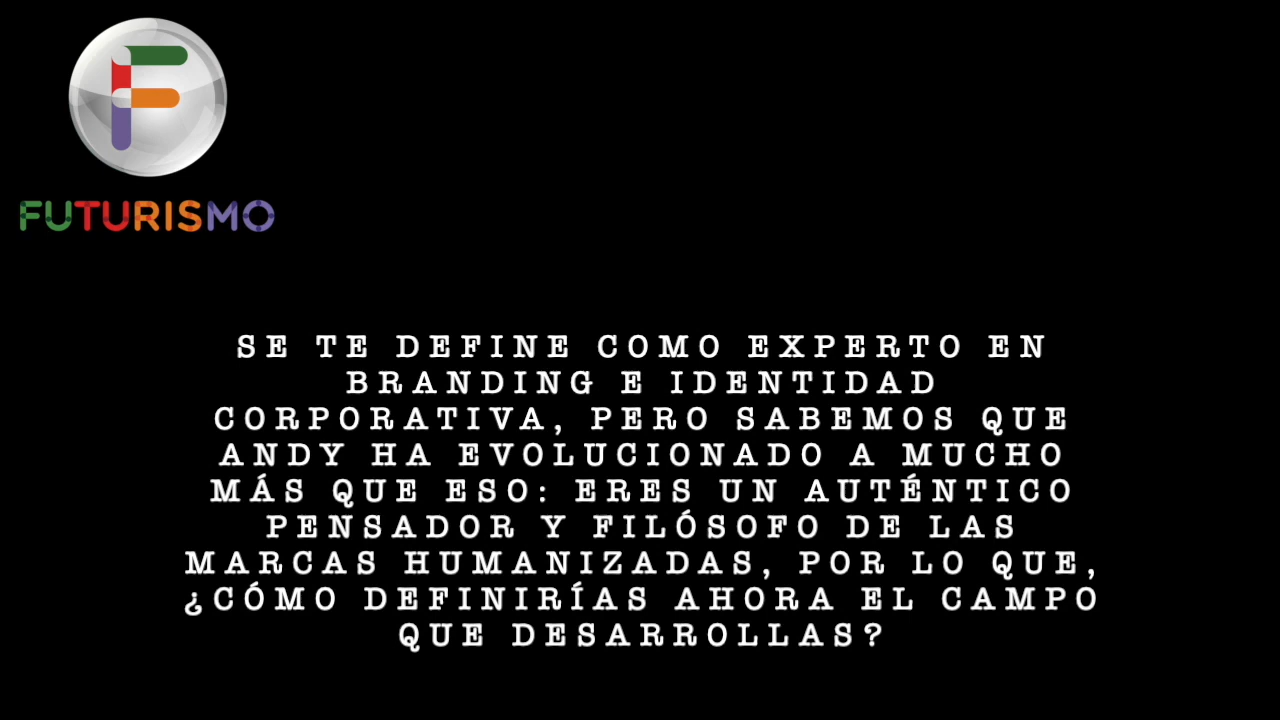 F
FUTURISMO
SE TE DEFINE COMO EXPERTO EN
BRANDING E IDENTIDAD
CORPORATIVA, PERO SABEMOS QUE
ANDY HA EVOLUCIONADO A MUCHO
MÁS QUE ESO: ERES UN AUTÉNTICO
PENSADOR Y FILÓSOFO DE LAS
MARCAS HUMANIZADAS, POR LO QUE,
¿CÓMO DEFINIRÍAS AHORA EL CAMPO
QUE DESARROLLAS?